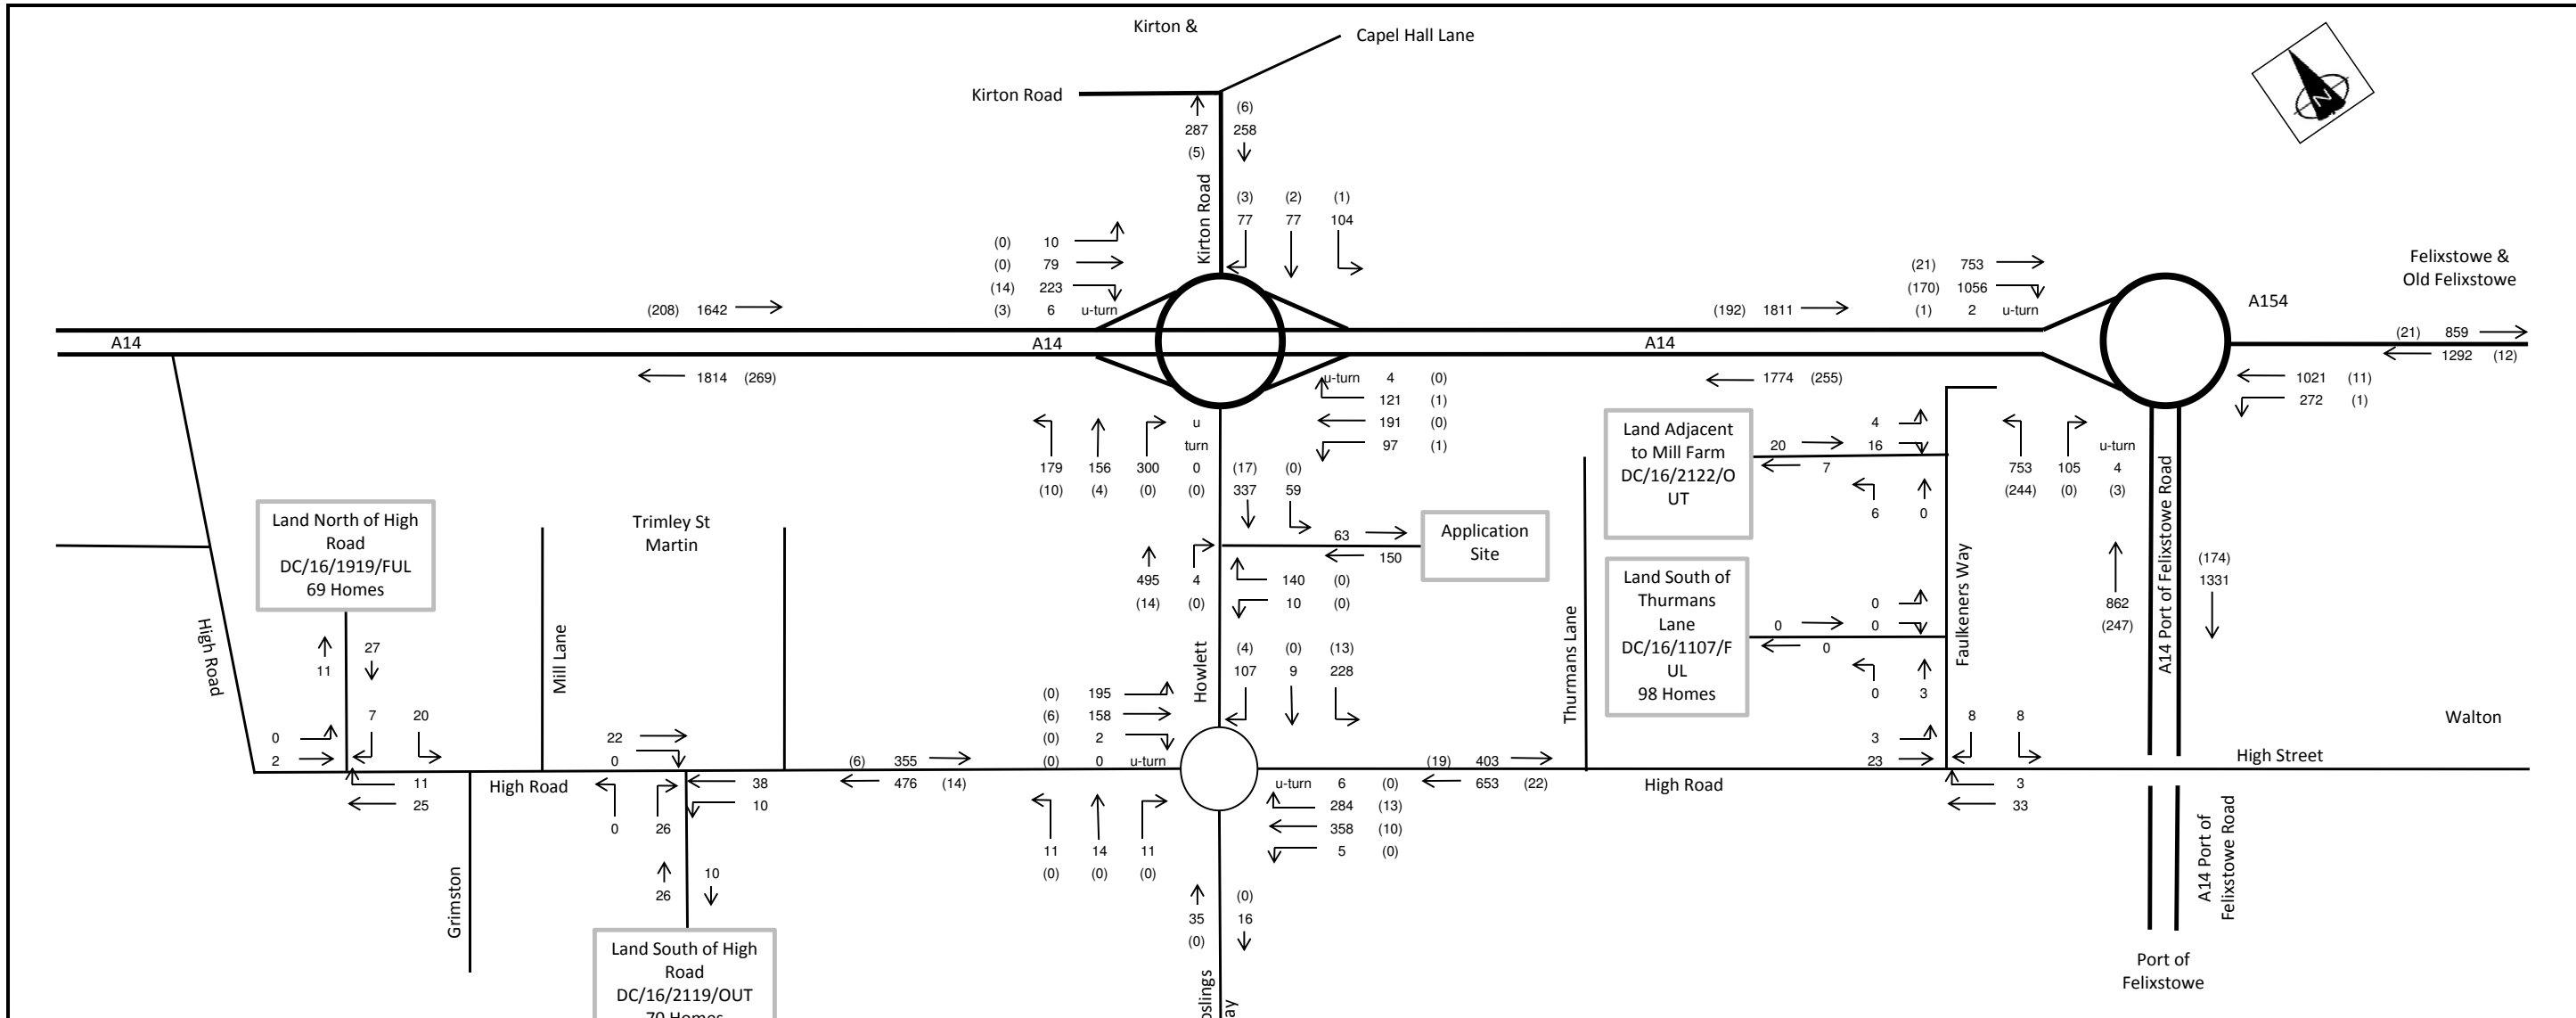 Kirton &
Capel Hall Lane
Kirton Road
(6)
287 258
(5)
Kirton Road
N
(3) (2) (1)
77 77 104
(0) 10
(0) 79
(14) 223
(3) 6 u-turn
(208) 1642
(192) 1811
(21) 753
(170) 1056
(1) 2 u-turn
Felixstowe &
Old Felixstowe
A154
A14
A14
A14
(21) 859
1292 (12)
1814 (269)
1774 (255)
u-turn 4 (0)
121 (1)
191 (0)
97 (1)
1021 (11)
272 (1)
u
turn
179 156 300 0
(10) (4) (0) (0)
(17) (0)
337 59
Land Adjacent
to Mill Farm
DC/16/2122/O
UT
20
7
4
16
6 0
u-turn
753 105 4
(244) (0) (3)
A14 Port of Felixstowe Road
Land North of High
Road
DC/16/1919/FUL
69 Homes
Trimley St
Martin
63
150
Application
Site
495 4
(14) (0)
140 (0)
10 (0)
Land South of
Thurmans
Lane
DC/16/1107/F
UL
98 Homes
0
0
0
0
0 3
Faulkeners Way
862
(247)
(174)
1331
High Road
11 27
Mill Lane
Howlett
(4) (0) (13)
107 9 228
Thurmans Lane
7 20
0
2
22
0
(0) 195
(6) 158
(0) 2
(0) 0 u-turn
(6) 355
476 (14)
(19) 403
653 (22)
8 8
3
23
Walton
High Street
11
25
High Road
38
10
0 26
u-turn 6 (0)
284 (13)
358 (10)
5 (0)
High Road
3
33
11 14 11
(0) (0) (0)
Grimston
26 10
35
(0)
(0)
16
A14 Port of
Felixstowe Road
Land South of High
Road
DC/16/2119/OUT
70 Homes
Port of
Felixstowe